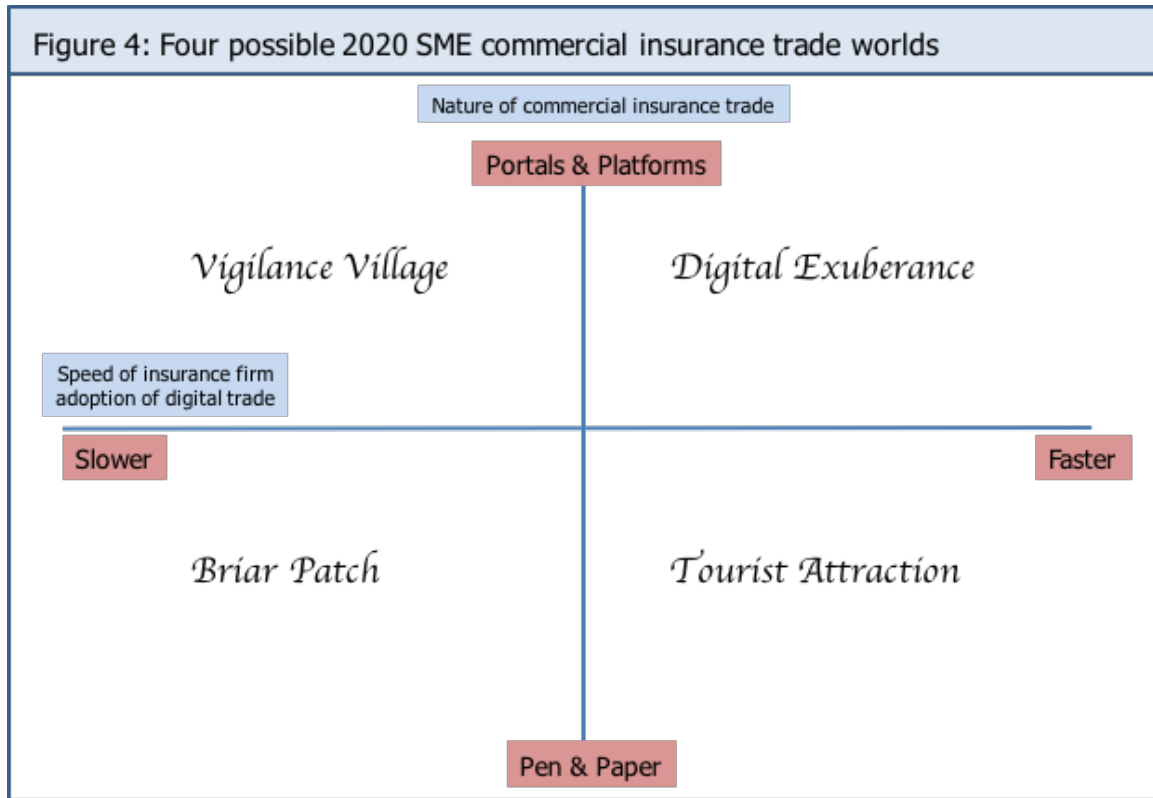 Figure 4: Four possible 2020 SME commercial insurance trade worlds
Nature of commercial insurance trade
Portals & Platforms
Vigilance Village
Digital Exuberance
Speed of insurance firm
adoption of digital trade
Slower
Faster
Briar Patch
Tourist Attraction
Pen & Paper